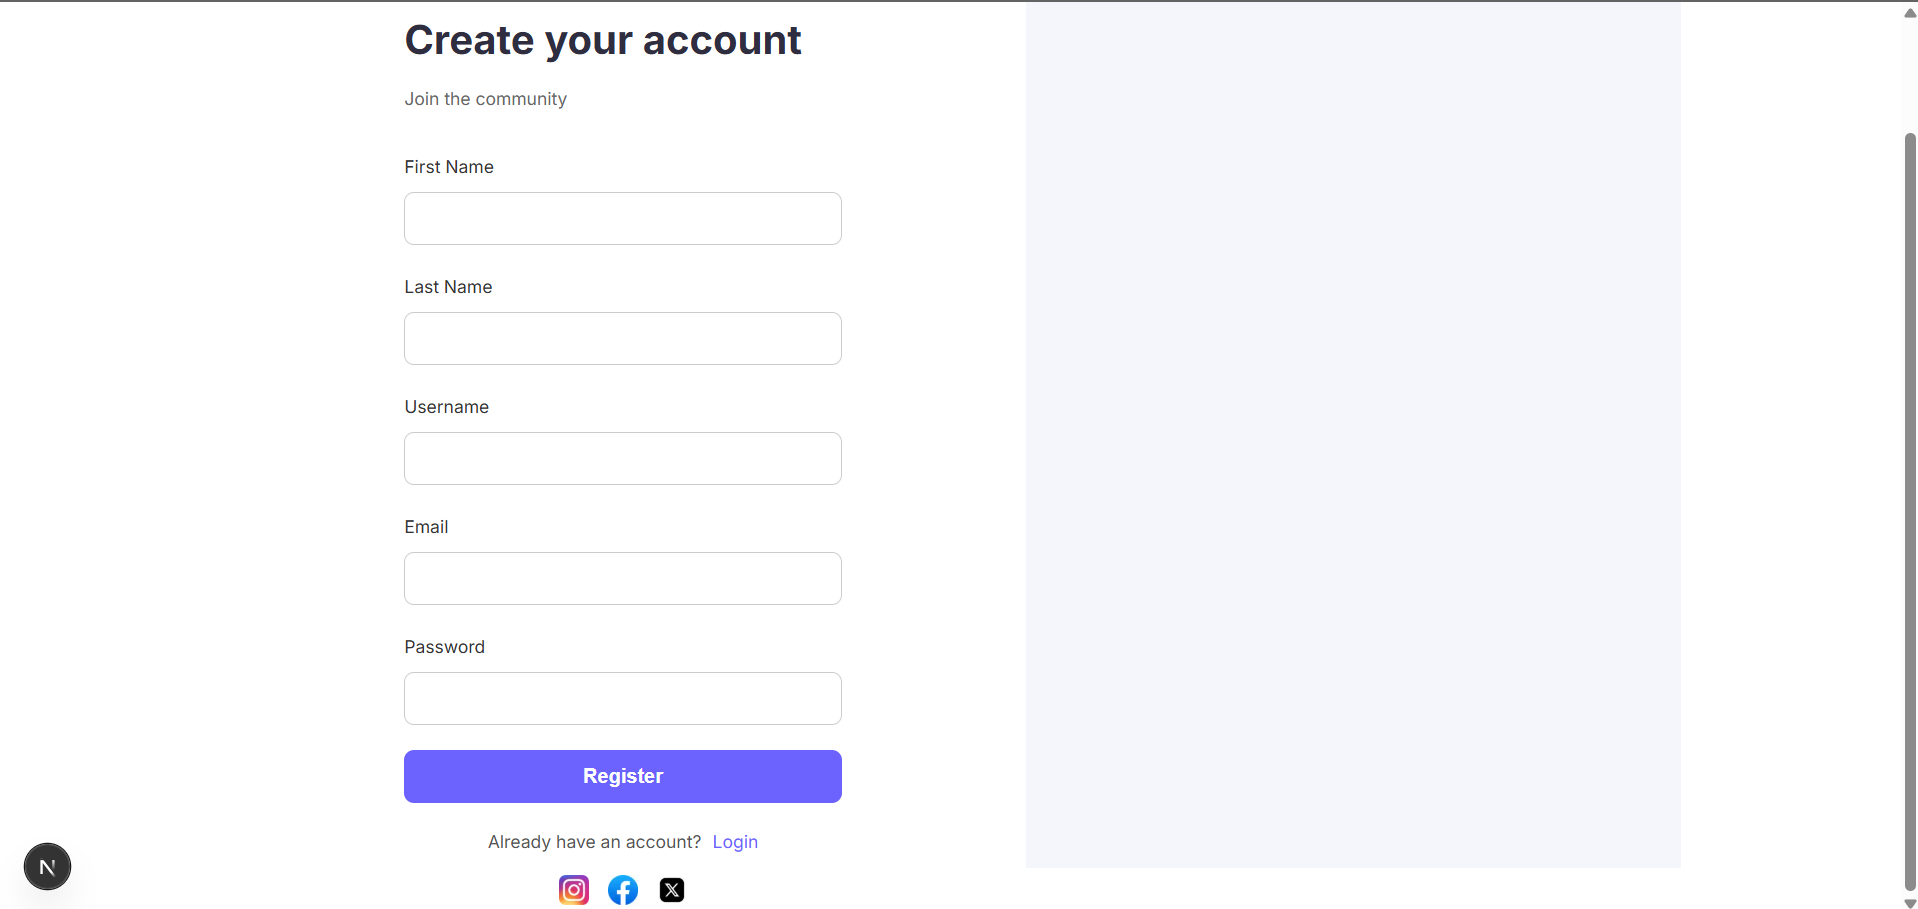 Create your account
Join the community
First Name
Last Name
Username
Email
Password
Register
Already have an account? Login
N